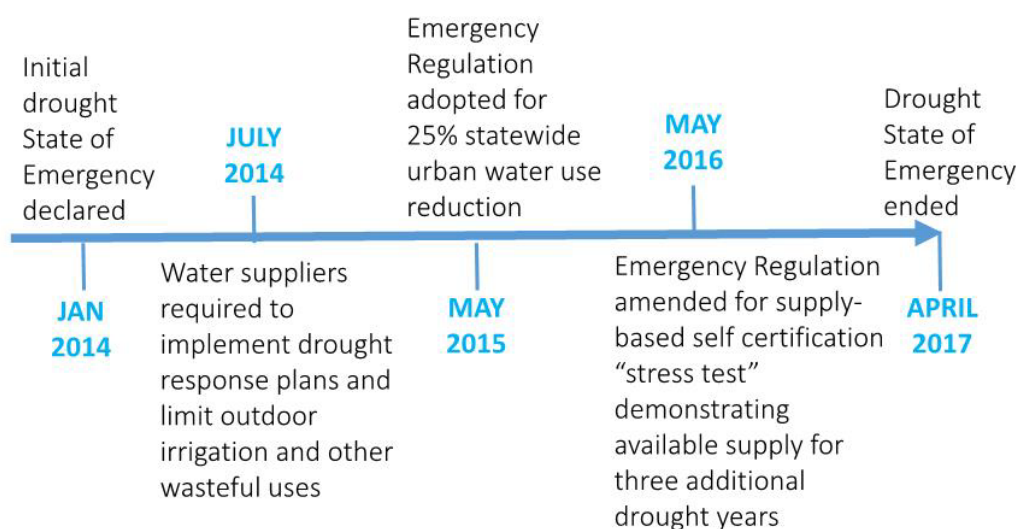 Initial
drought
State of
Emergency
declared
JAN
2014
JULY
2014
Water suppliers
required to
implement drought
response plans and
limit outdoor
irrigation and other
wasteful uses
Emergency
Regulation
adopted for
25% statewide
urban water use
reduction
MAY
2015
MAY
2016
Emergency Regulation
amended for supply-
based self certification
“stress test”
demonstrating
available supply for
three additional
drought years
Drought
State of
Emergency
ended
APRIL
2017